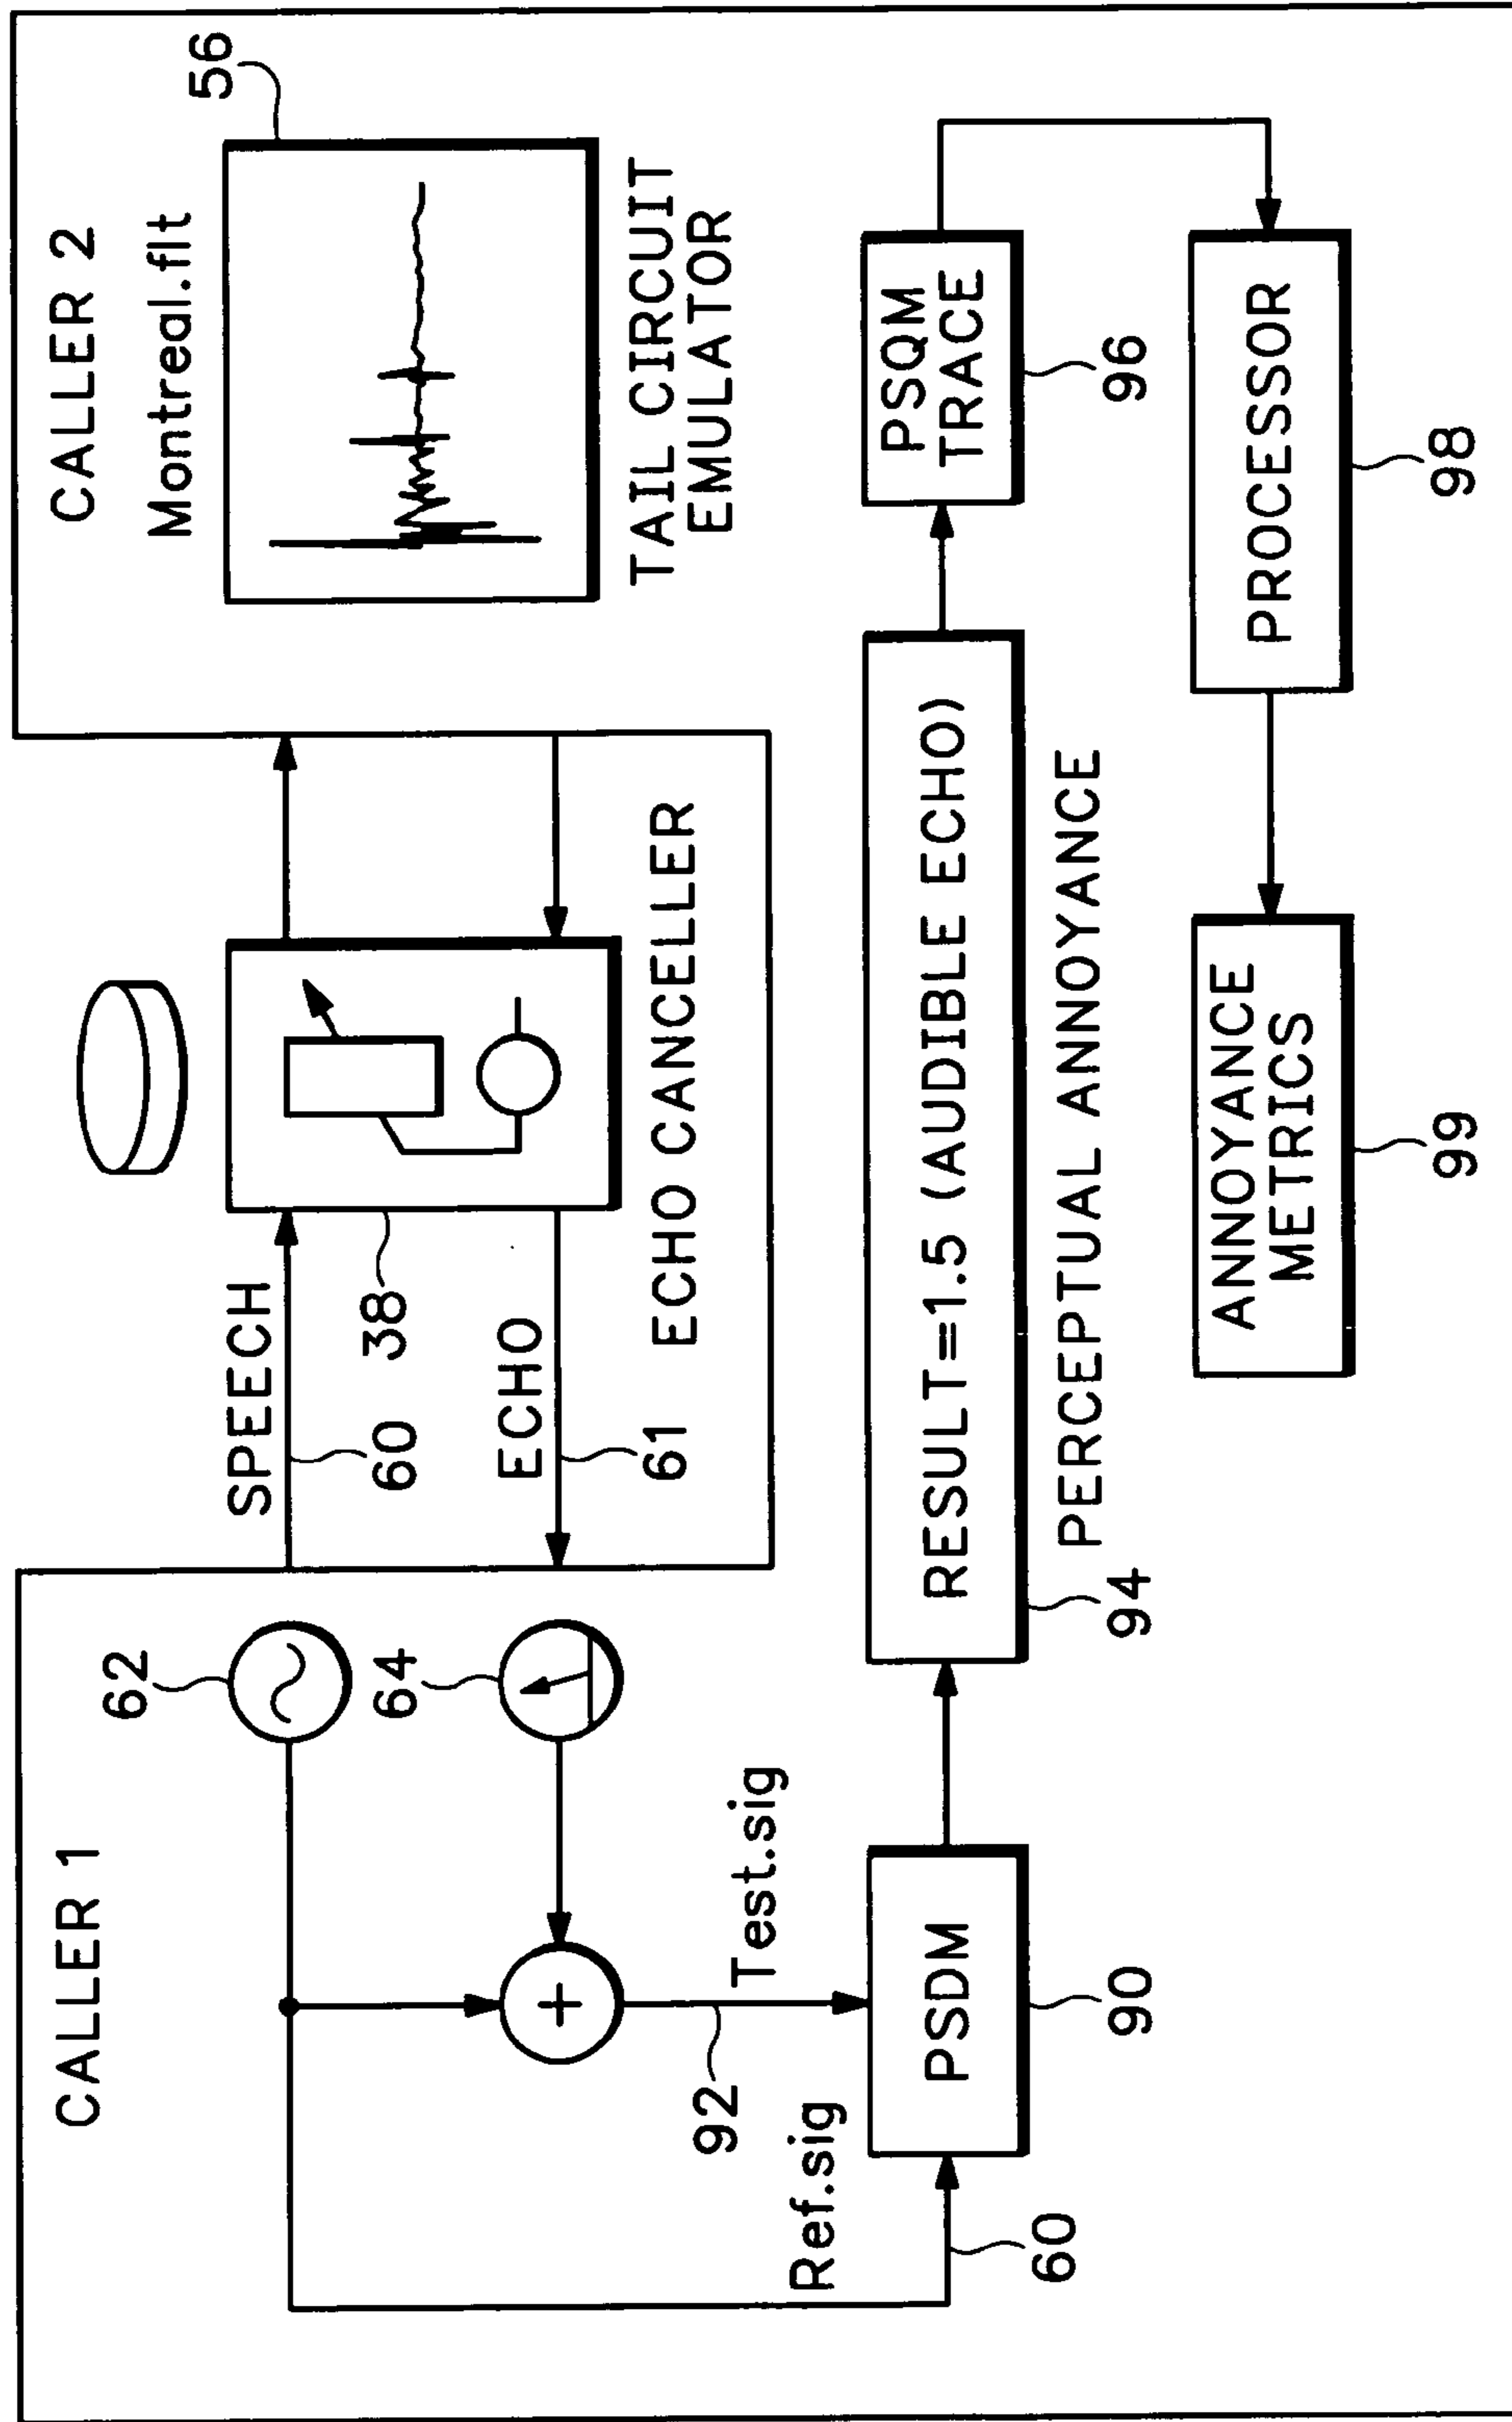 CALLER 1
62
64
92
Test.sig
Ref.sig
60
PSDM
90
SPEECH
60
38
ECHO
61
ECHO CANCELLER
CALLER 2
Montreal.flt
56
TAIL CIRCUIT
EMULATOR
RESULT=1.5 (AUDIBLE ECHO)
94
PERCEPTUAL ANNOYANCE
PSQM
TRACE
96
PROCESSOR
98
ANNOYANCE
METRICS
99